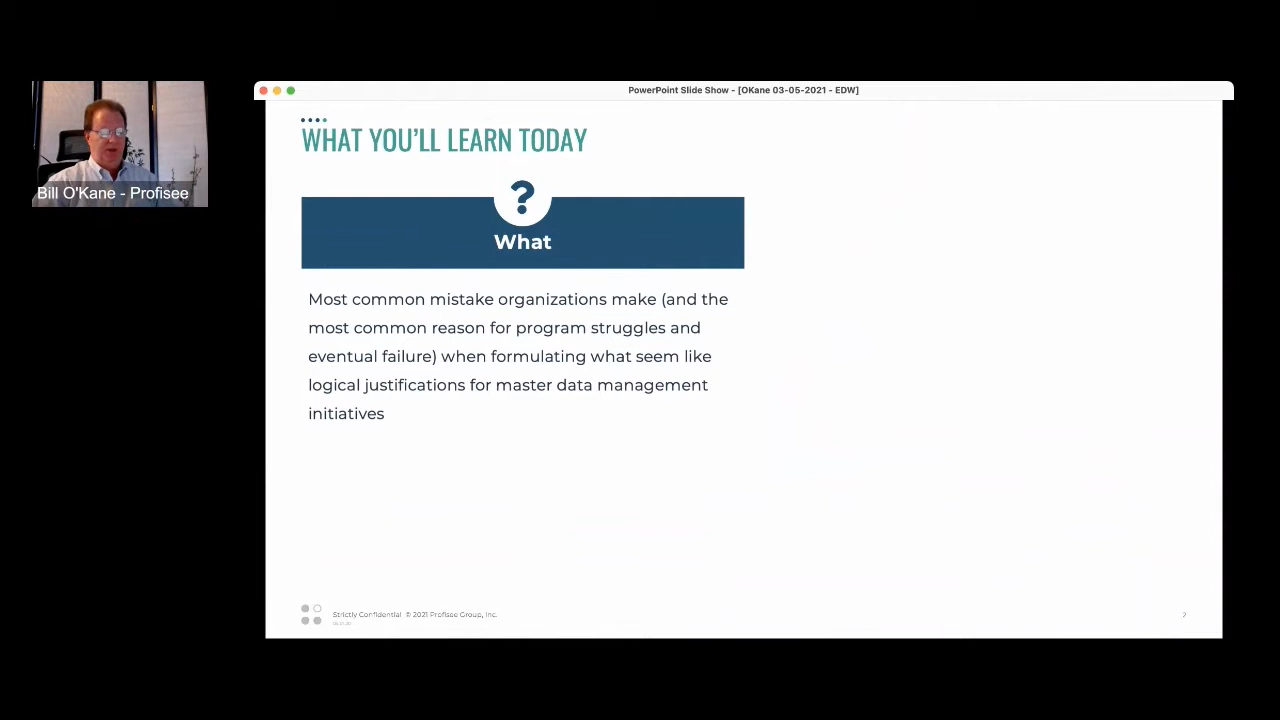 PowerPoint Slide Show - [OKane 03-05-2021 - EDW]
Bill O'Kane - Profisee
WHAT YOU'LL LEARN TODAY
?
What
Most common mistake organizations make (and the
most common reason for program struggles and
eventual failure) when formulating what seem like
logical justifications for master data management
initiatives
Strictly Confidential © 2021 Profisee Group, Inc.
2